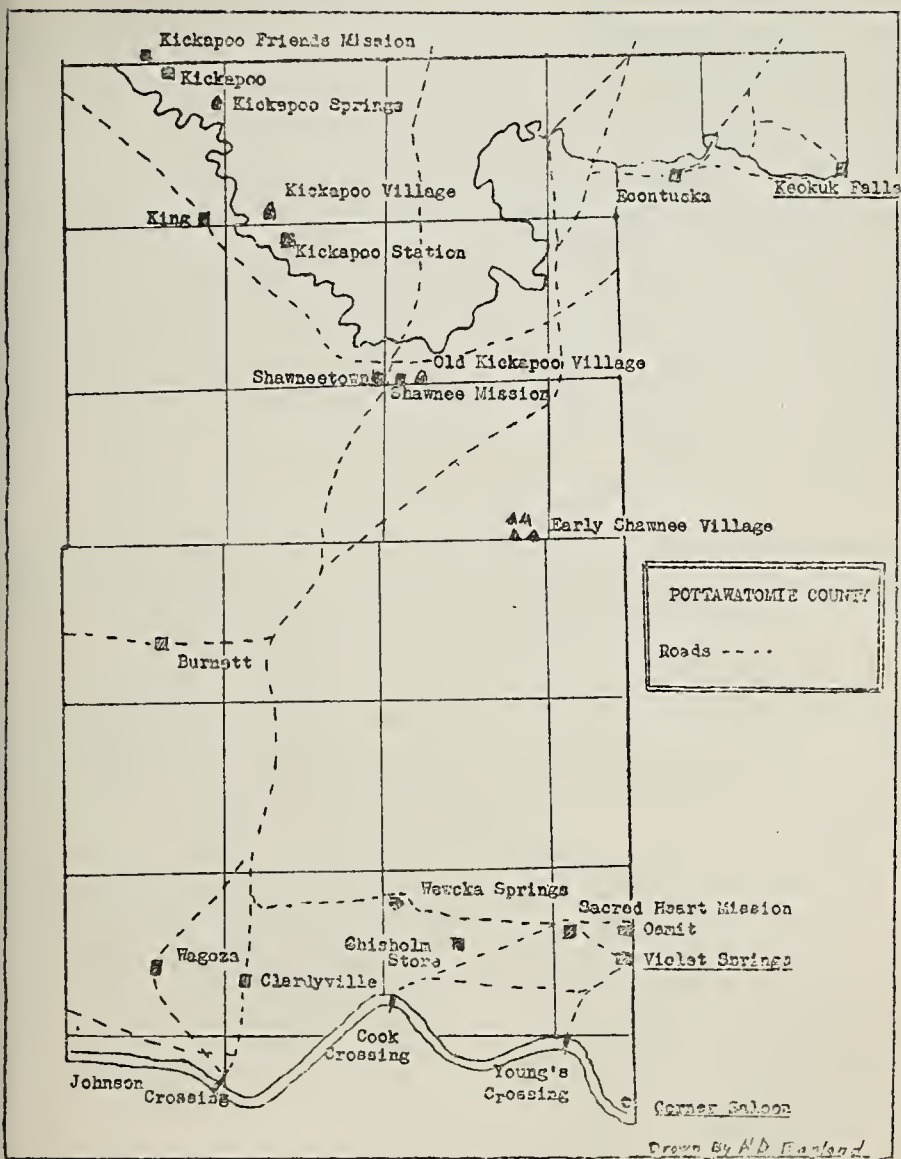 Kickapoo Friends Mission
Kickapoo
Kickapoo Springs
Kickapoo Village
Econtuska
Keokuk Falls
King
Kickapoo Station
Old Kickapoo Village
Shawneetown
Shawnee Mission
Early Shawnee Village
POTTAWATOMIE COUNTY
Roads ----
Burnett
Wewoka Springs
Sacred Heart Mission
Osmit
Chisholm
Store
Violet Springs
Wagoza
Clardyville
Cook
Crossing
Johnson
Crossing
Young's
Crossing
Corner Saloon
Drawn By